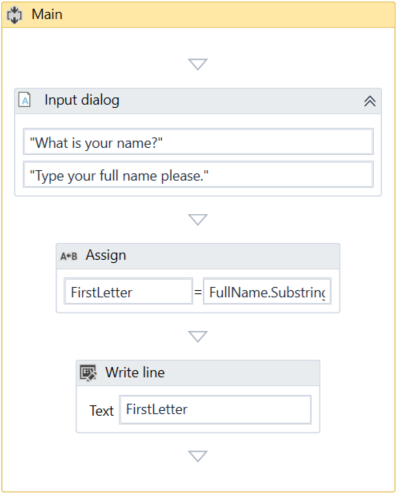 Main
Input dialog
"What is your name?"
"Type your full name please."
A*B Assign
FirstLetter = FullName.Substring
Write line
Text FirstLetter